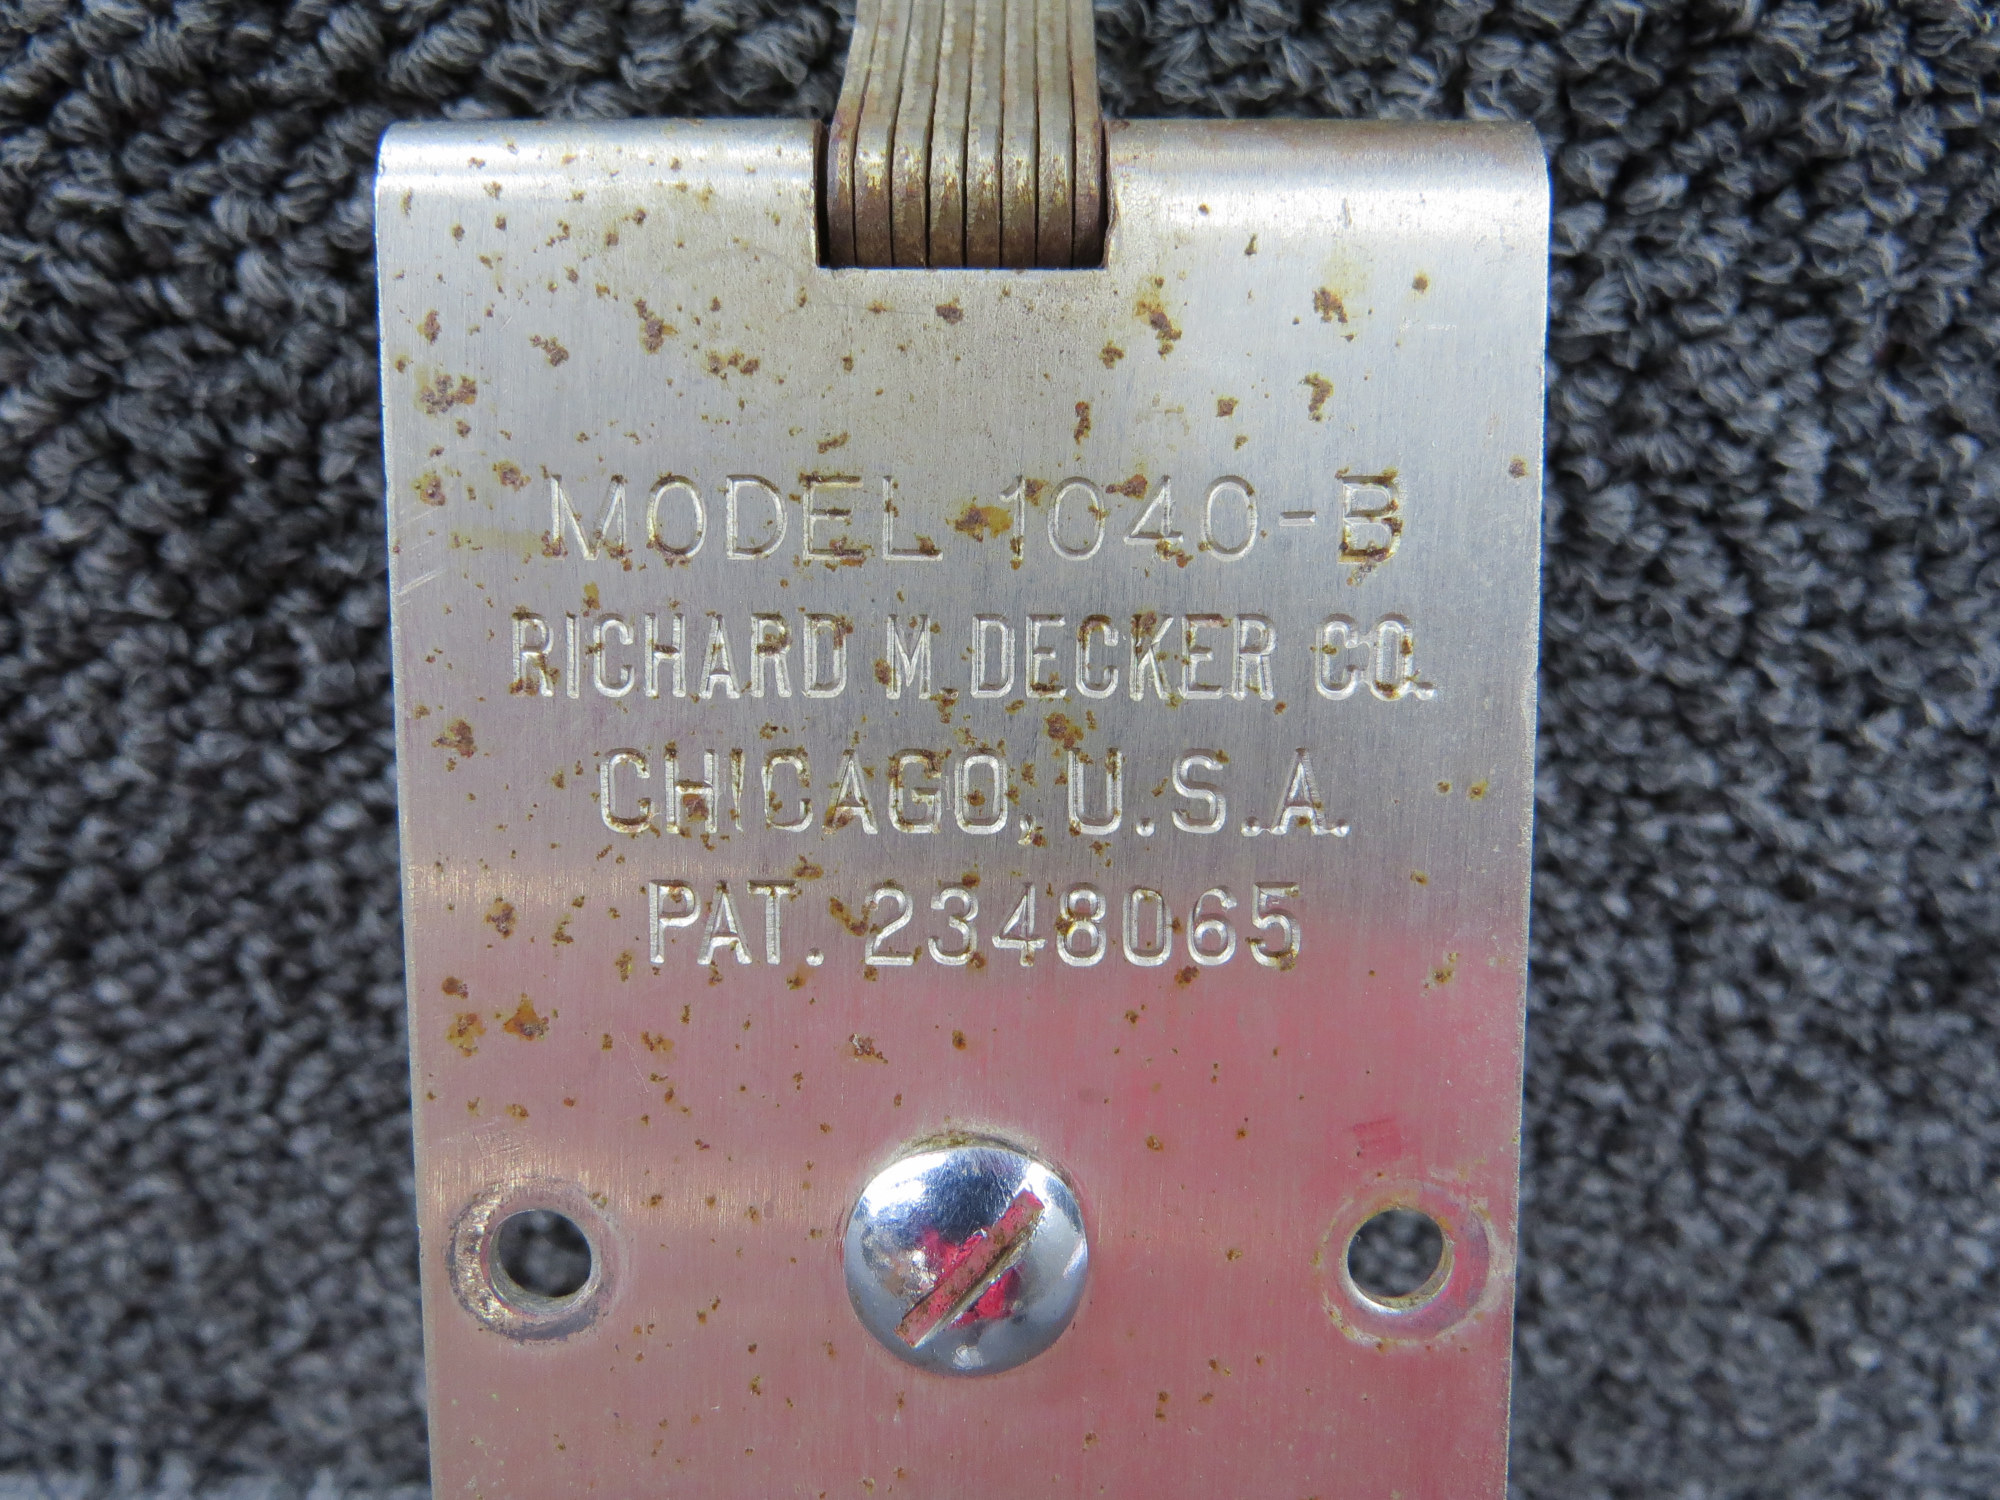 MODEL 1040-B
RICHARD M. DECKER CO.
CHICAGO, U.S.A.
PAT. 2348065